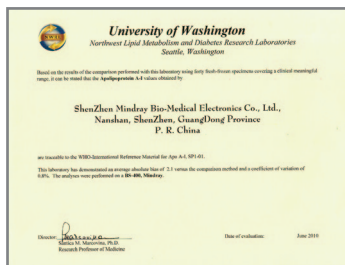 University of Washington
Northwest Lipid Metabolism and Diabetes Research Laboratories
Seattle, Washington
Based on the results of the comparison performed with this laboratory using forty fresh-frozen specimens covering a clinical meaningful
range, it can be stated that the Apolipoprotein A-I values obtained by
ShenZhen Mindray Bio-Medical Electronics Co., Ltd.,
Nanshan, ShenZhen, GuangDong Province
P. R. China
are traceable to the WHO-International Reference Material for Apo A-I, SP1-01.
This laboratory has demonstrated an average absolute bias of 2.1 versus the comparison method and a coefficient of variation of
0.8%. The analyses were performed on a BS-400, Mindray.
Director:
Santica M. Marcovina, Ph.D.
Research Professor of Medicine
Date of evaluation: June 2010